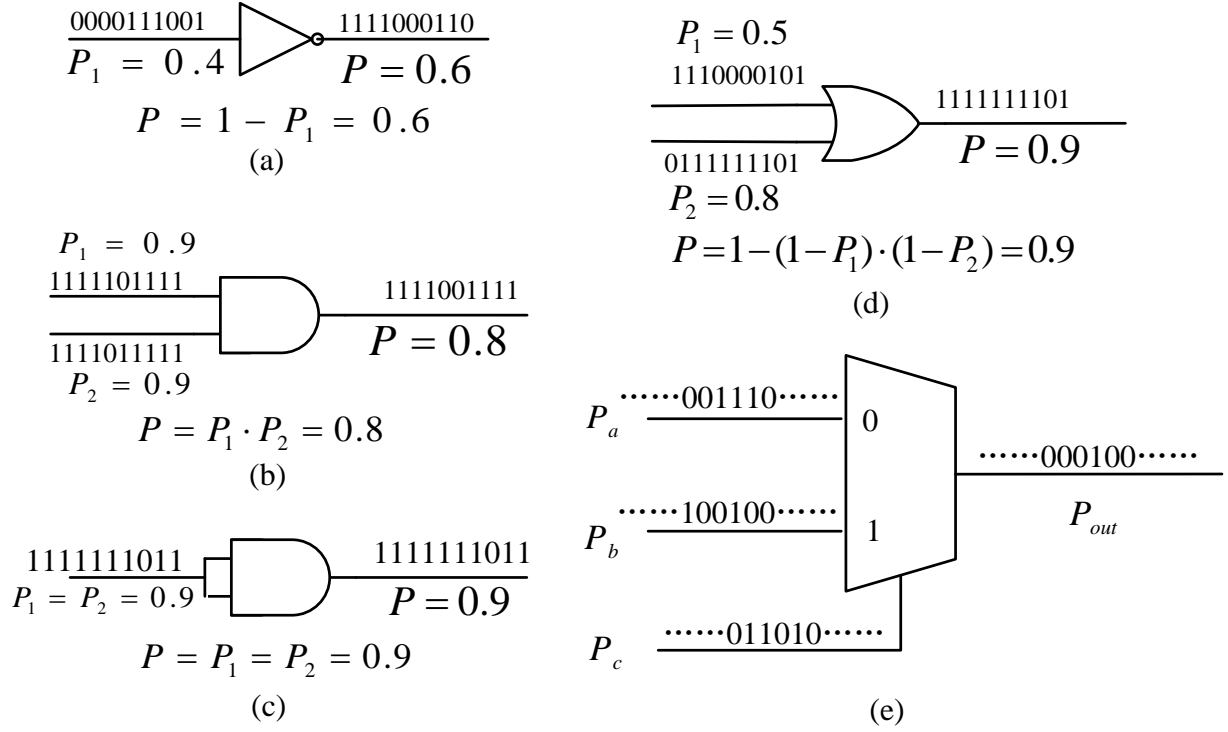 0000111001
1111000110
P₁ = 0.4
P = 0.6
P = 1 − P₁ = 0.6
(a)
P₁ = 0.9
1111101111
1111001111
P = 0.8
1111011111
P₂ = 0.9
P = P₁ · P₂ = 0.8
(b)
1111111011
1111111011
P₁ = P₂ = 0.9
P = 0.9
P = P₁ = P₂ = 0.9
(c)
P₁ = 0.5
1110000101
1111111101
P = 0.9
0111111101
P₂ = 0.8
P = 1 − (1 − P₁) · (1 − P₂) = 0.9
(d)
······001110······
Pₐ
0
······000100······
P_out
······100100······
P_b
1
······011010······
P_c
(e)